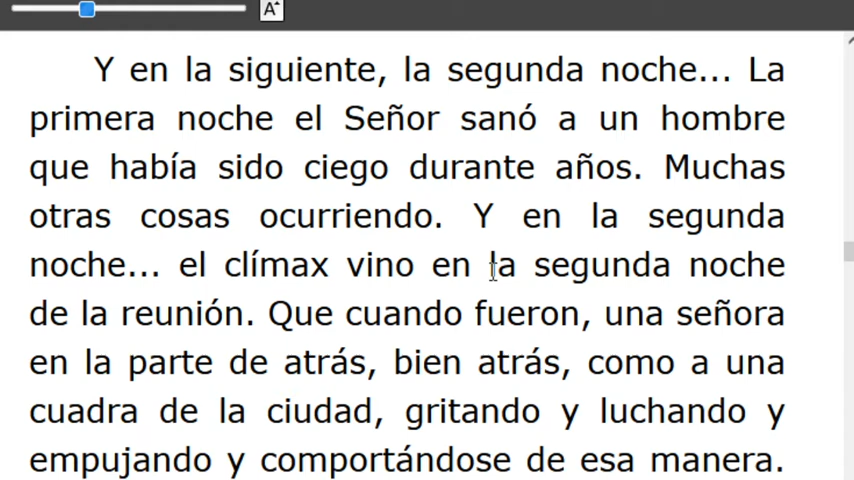 A
Y en la siguiente, la segunda noche... La
primera noche el Señor sanó a un hombre
que había sido ciego durante años. Muchas
otras cosas ocurriendo. Y en la segunda
noche... el clímax vino en la segunda noche
de la reunión. Que cuando fueron, una señora
en la parte de atrás, bien atrás, como a una
cuadra de la ciudad, gritando y luchando y
empujando y comportándose de esa manera.